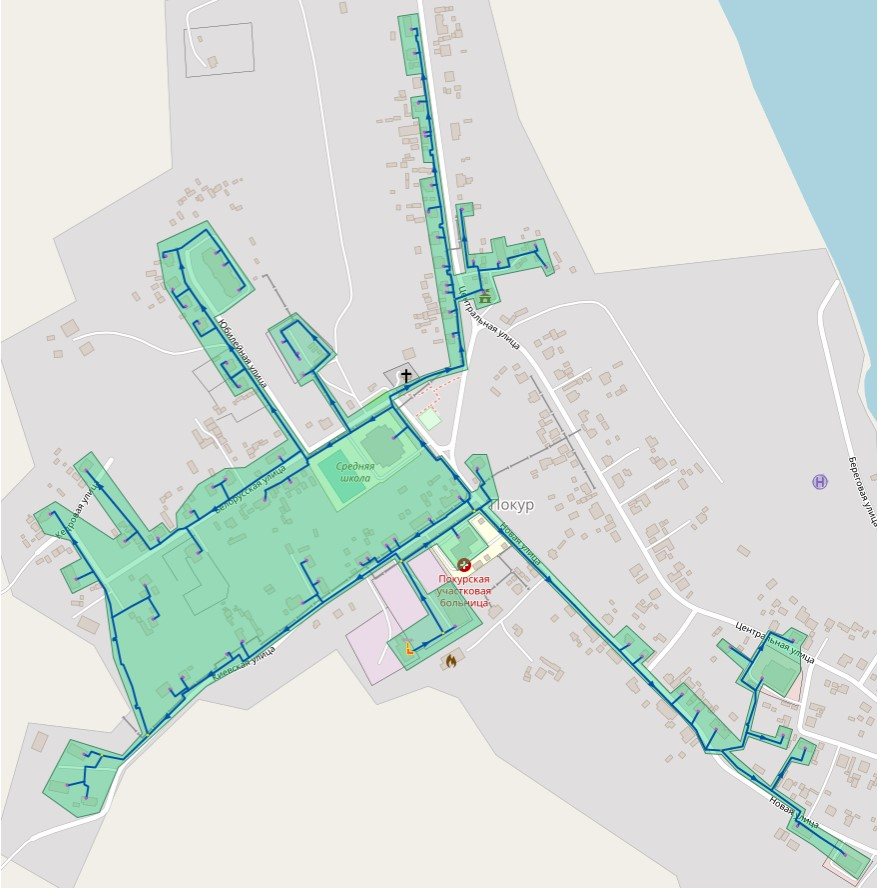 Центральная улица
Юбилейная улица
Средняя
школа
Белорусская улица
Кедровая улица
Покур
Новая улица
Покурская
участковая
больница
Киевская улица
Береговая улица
H
Центральная улица
Новая улица